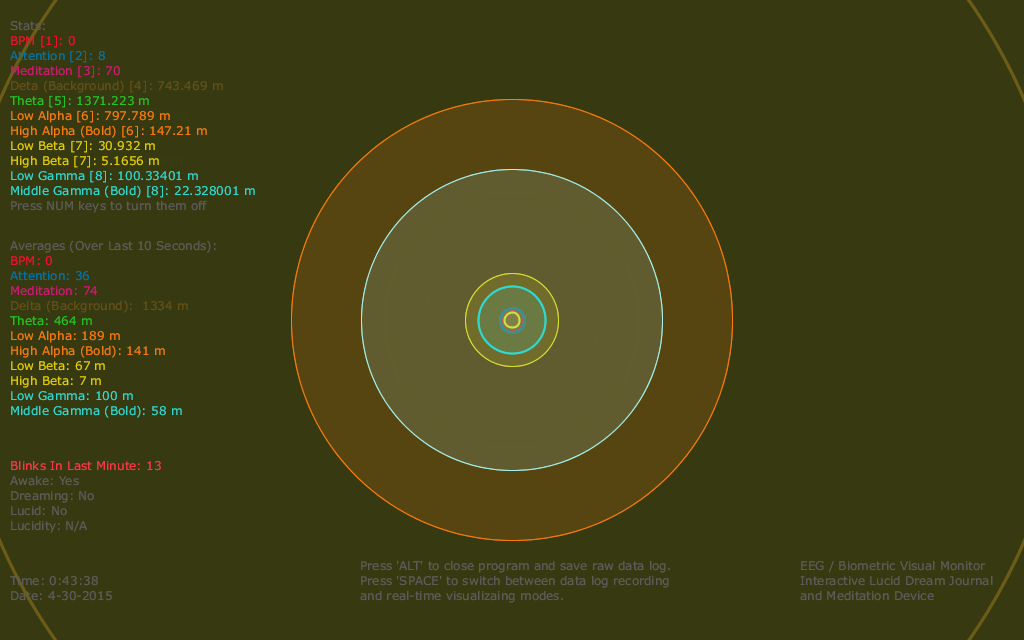 Stats:
BPM [1]: 0
Attention [2]: 8
Meditation [3]: 70
Deta (Background) [4]: 743.469 m
Theta [5]: 1371.223 m
Low Alpha [6]: 797.789 m
High Alpha (Bold) [6]: 147.21 m
Low Beta [7]: 30.932 m
High Beta [7]: 5.1656 m
Low Gamma [8]: 100.33401 m
Middle Gamma (Bold) [8]: 22.328001 m
Press NUM keys to turn them off
Averages (Over Last 10 Seconds):
BPM: 0
Attention: 36
Meditation: 74
Delta (Background): 1334 m
Theta: 464 m
Low Alpha: 189 m
High Alpha (Bold): 141 m
Low Beta: 67 m
High Beta: 7 m
Low Gamma: 100 m
Middle Gamma (Bold): 58 m
Blinks In Last Minute: 13
Awake: Yes
Dreaming: No
Lucid: No
Lucidity: N/A
Time: 0:43:38
Date: 4-30-2015
Press 'ALT' to close program and save raw data log.
Press 'SPACE' to switch between data log recording
and real-time visualizaing modes.
EEG / Biometric Visual Monitor
Interactive Lucid Dream Journal
and Meditation Device